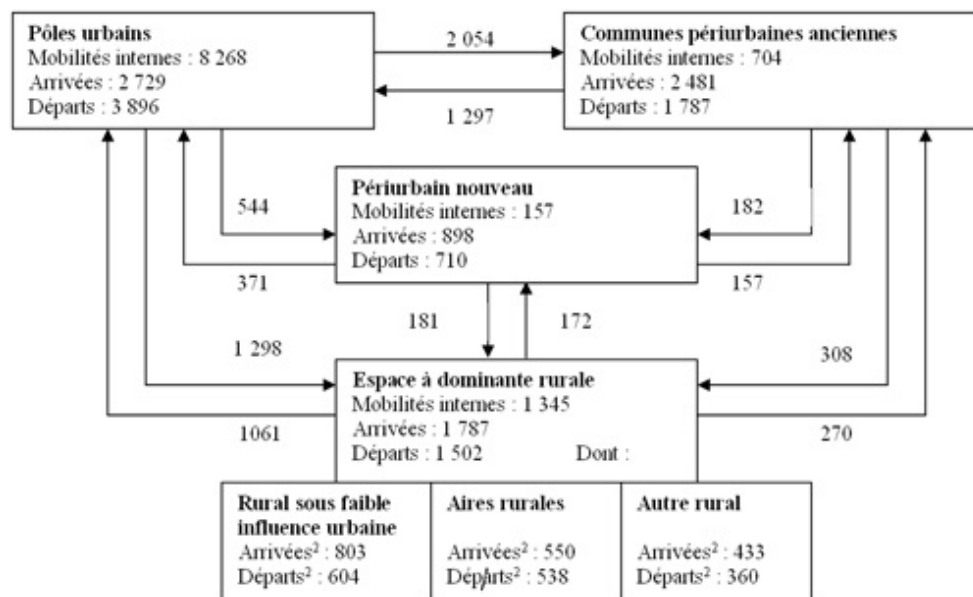 Pôles urbains
Mobilités internes : 8 268
Arrivées : 2 729
Départs : 3 896
2 054
1 297
Communes périurbaines anciennes
Mobilités internes : 704
Arrivées : 2 481
Départs : 1 787
544
371
Périurbain nouveau
Mobilités internes : 157
Arrivées : 898
Départs : 710
182
157
181
172
1 298
1061
308
270
Espace à dominante rurale
Mobilités internes : 1 345
Arrivées : 1 787
Départs : 1 502 Dont :
Rural sous faible
influence urbaine
Arrivées² : 803
Départs² : 604
Aires rurales
Arrivées² : 550
Départs² : 538
Autre rural
Arrivées² : 433
Départs² : 360